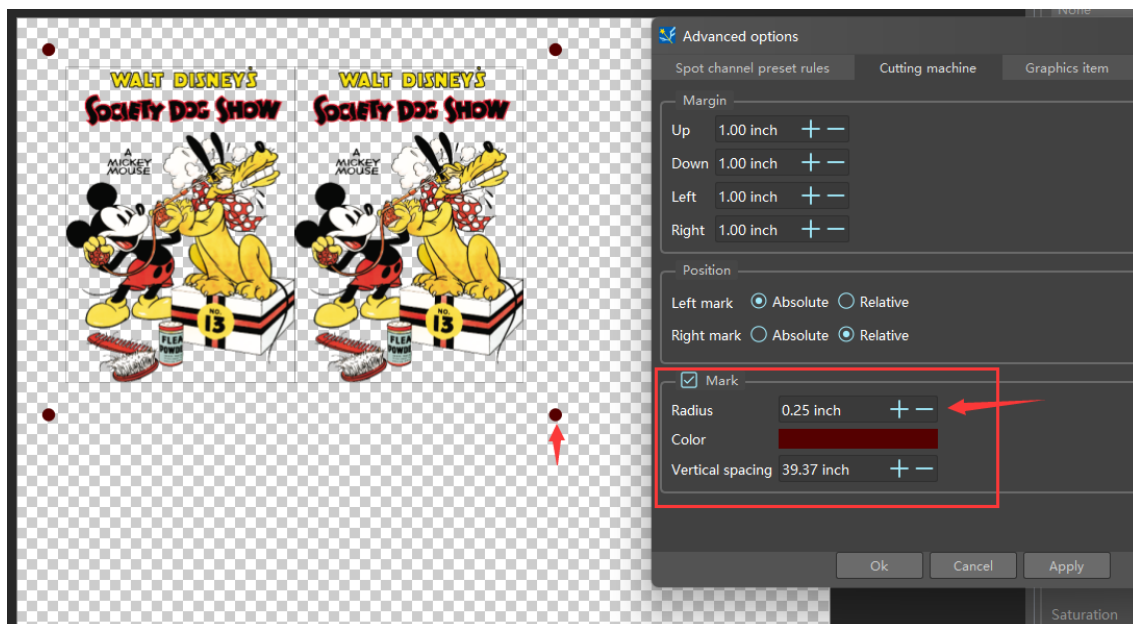 None
Advanced options
Spot channel preset rules Cutting machine Graphics item
Margin
Up 1.00 inch
Down 1.00 inch
Left 1.00 inch
Right 1.00 inch
Position
Left mark Absolute Relative
Right mark Absolute Relative
Mark
Radius 0.25 inch
Color
Vertical spacing 39.37 inch
Ok Cancel Apply
Saturation
WALT DISNEY'S WALT DISNEY'S
SOCIETY DOG SHOW SOCIETY DOG SHOW
A A
MICKEY MICKEY
MOUSE MOUSE
NO. NO.
13 13
FLEA FLEA
POWDER POWDER